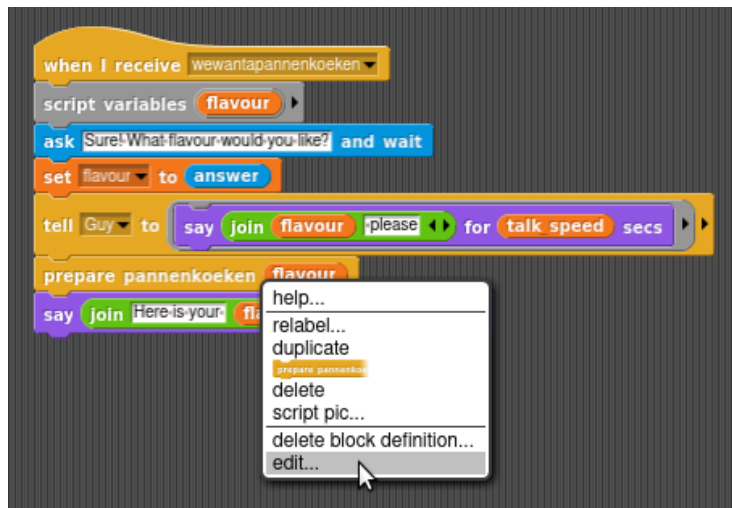 when I receive wewantapannenkoeken
script variables flavour
ask Sure! What flavour would you like? and wait
set flavour to answer
tell Guy to say join flavour please for talk speed secs
prepare pannenkoeken flavour
say join Here is your
help...
relabel...
duplicate
prepare pannenkoe
delete
script pic...
delete block definition...
edit...